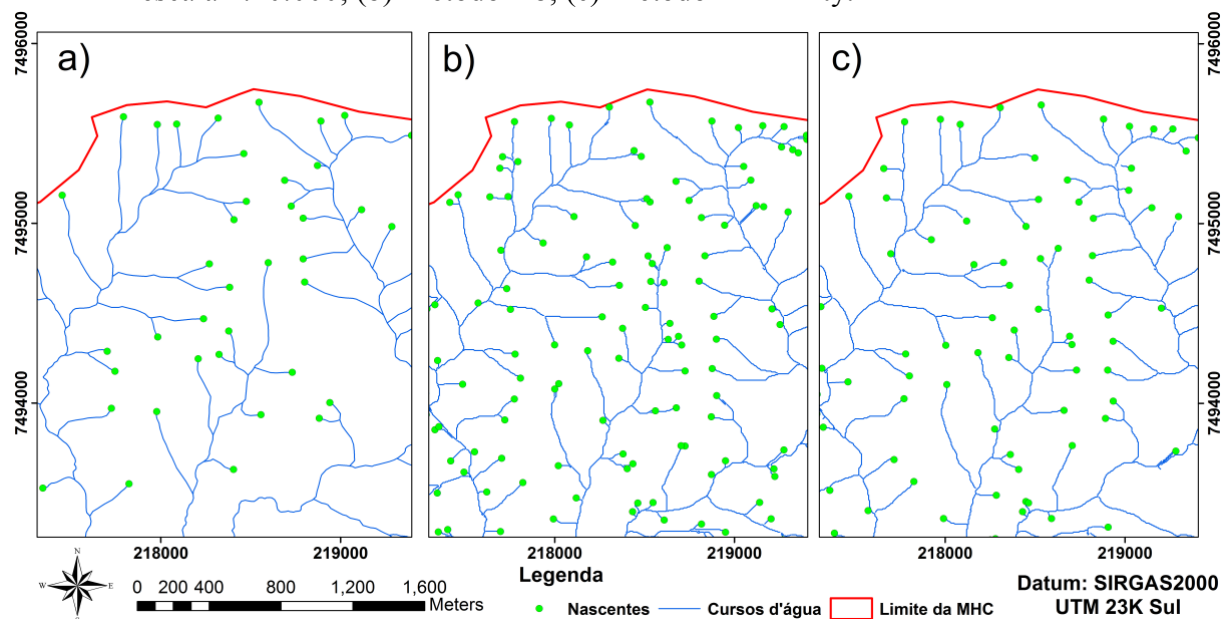 a)
b)
c)
7496000
7495000
7494000
7496000
7495000
7494000
218000
219000
218000
219000
218000
219000
N
W
E
0 200 400 800 1,200 1,600
Meters
Legenda
Nascentes
Cursos d'água
Limite da MHC
Datum: SIRGAS2000
UTM 23K Sul